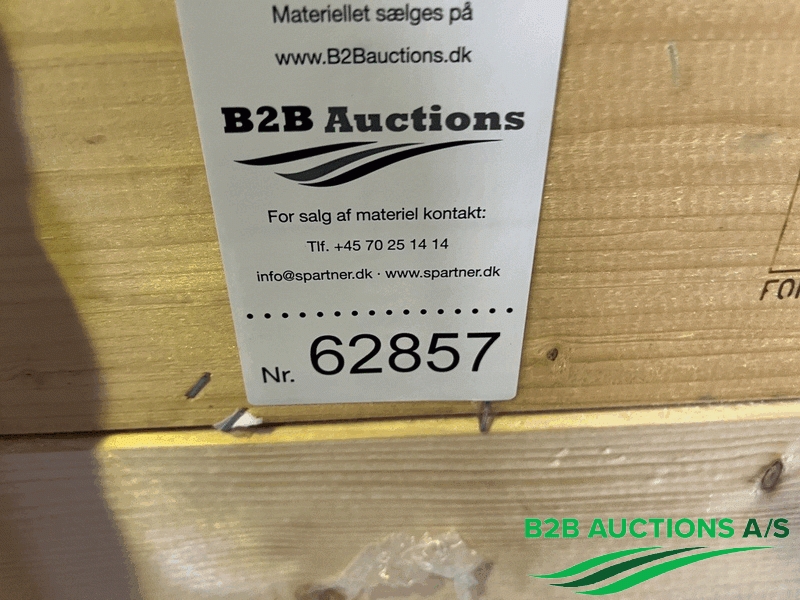 Materiellet sælges på
www.B2Bauctions.dk
B2B Auctions
For salg af materiel kontakt:
Tlf. +45 70 25 14 14
info@spartner.dk · www.spartner.dk
Nr. 62857
B2B AUCTIONS A/S